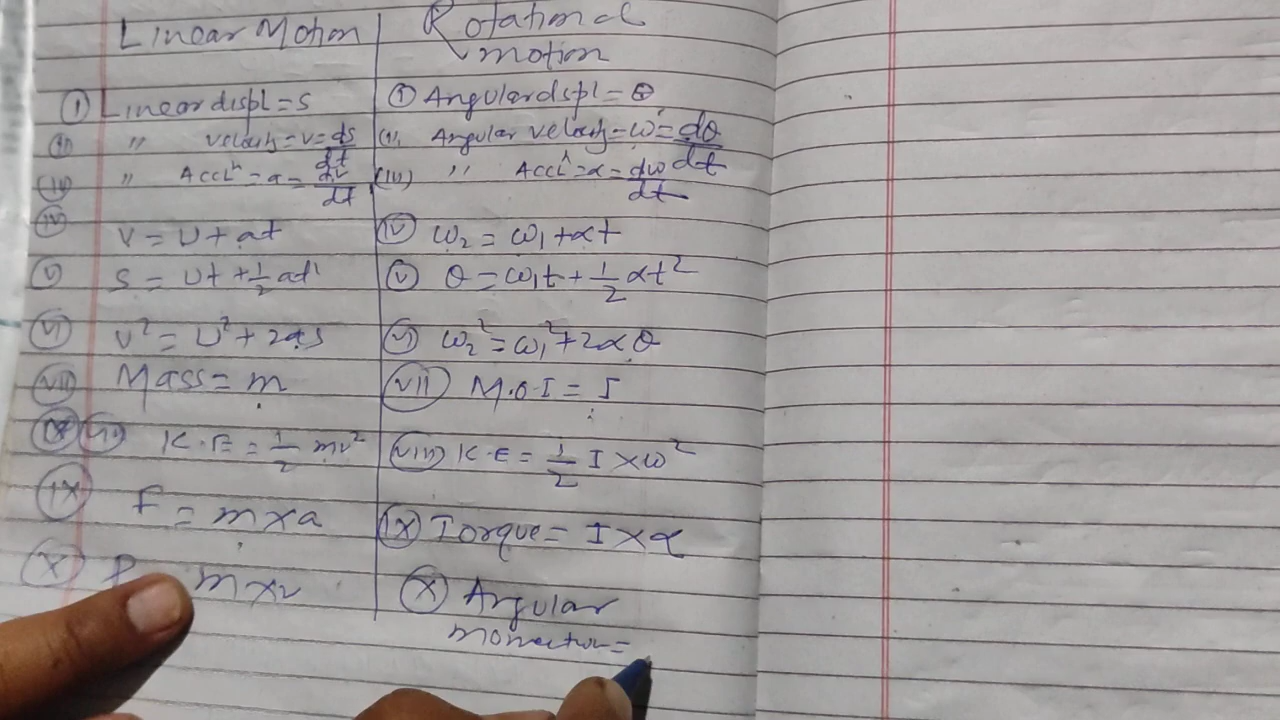 Linear Motion
Rotational
motion
(i) Linear displ = s
(i) Angular displ = θ
(ii) " velocity = v = ds/dt
(ii) Angular velocity = ω = dθ/dt
(iii) " Accl^n = a = dv/dt
(iii) " Accl^n = α = dω/dt
(iv) v = u + at
(iv) ω₂ = ω₁ + αt
(v) s = ut + 1/2 at²
(v) θ = ω₁t + 1/2 αt²
(vi) v² = u² + 2as
(vi) ω₂² = ω₁² + 2αθ
(vii) Mass = m
(vii) M.O.I = I
(viii) K.E = 1/2 mv²
(viii) K.E = 1/2 I × ω²
(ix) F = m × a
(ix) Torque = I × α
(x) P = m × v
(x) Angular
momentum =